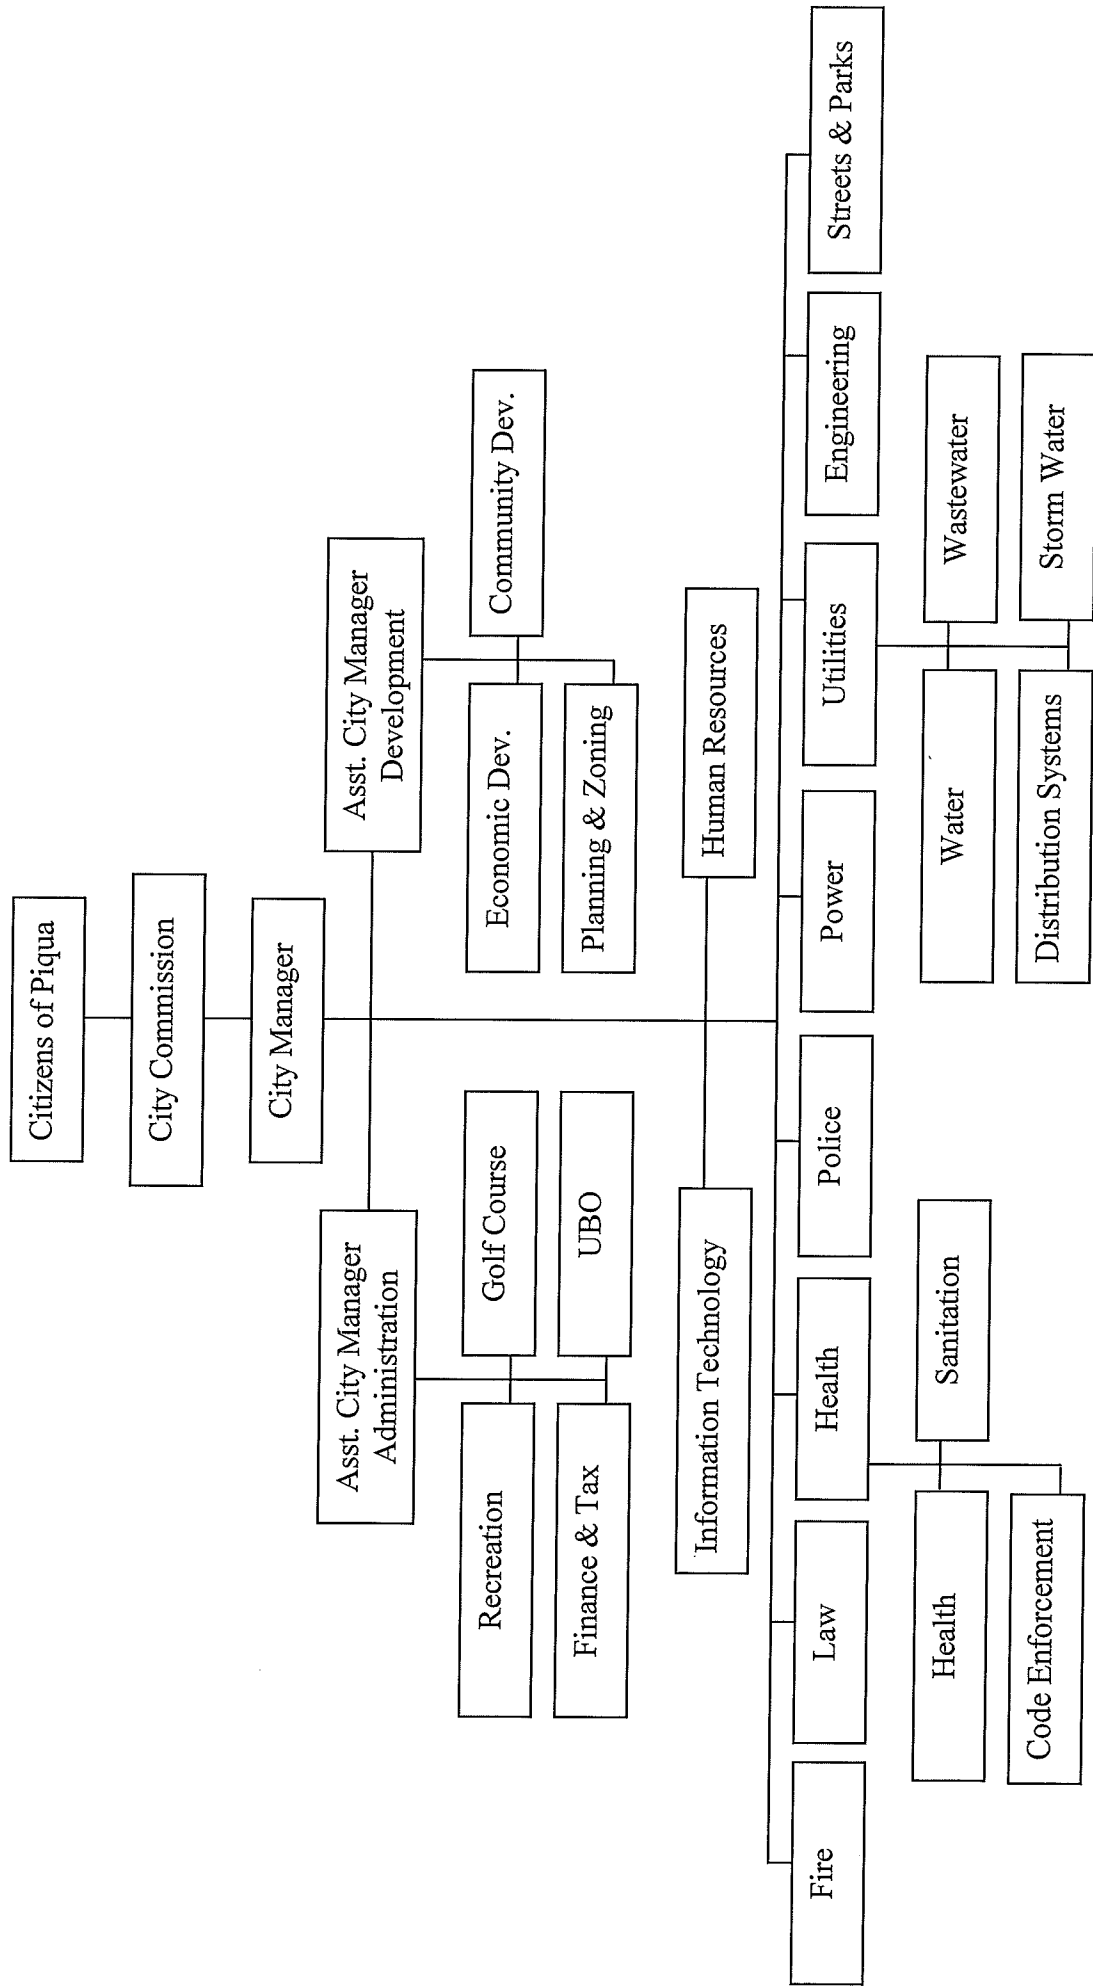 Citizens of Piqua
City Commission
City Manager
Asst. City Manager
Administration
Asst. City Manager
Development
Recreation
Golf Course
Economic Dev.
Community Dev.
Finance & Tax
UBO
Planning & Zoning
Information Technology
Human Resources
Fire
Law
Health
Police
Power
Utilities
Engineering
Streets & Parks
Health
Sanitation
Water
Wastewater
Code Enforcement
Distribution Systems
Storm Water